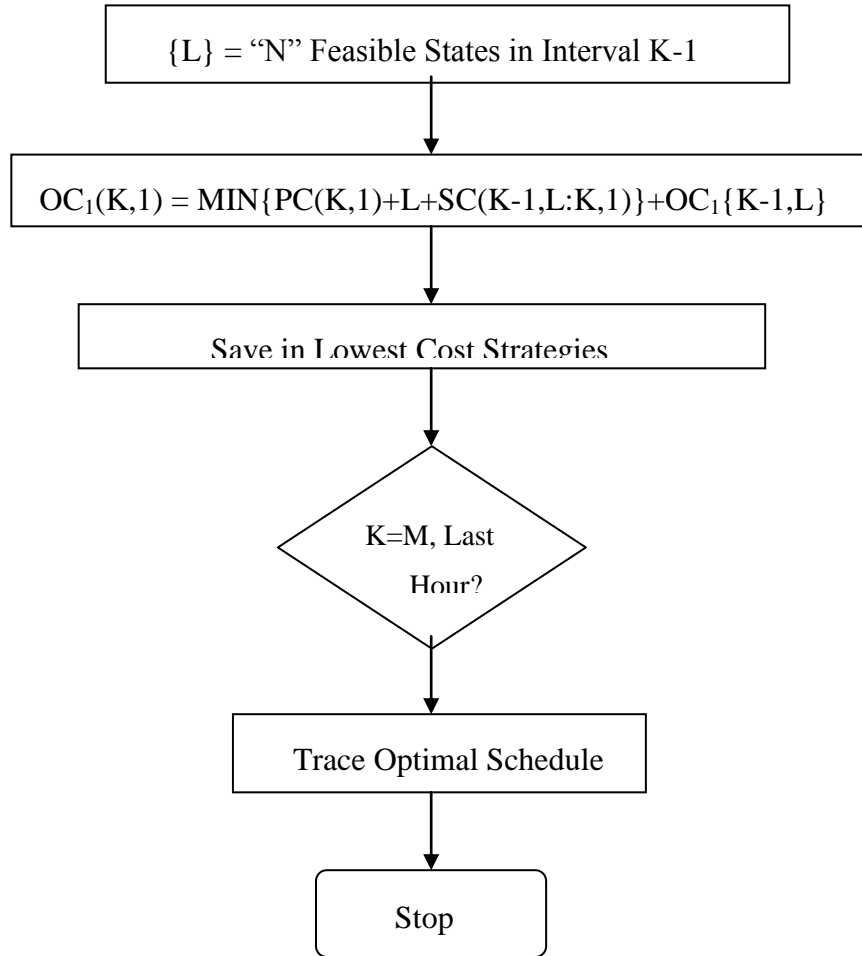 {L} = “N” Feasible States in Interval K-1
OC₁(K,1) = MIN{PC(K,1)+L+SC(K-1,L:K,1)}+OC₁{K-1,L}
Save in Lowest Cost Strategies
K=M, Last
Hour?
Trace Optimal Schedule
Stop